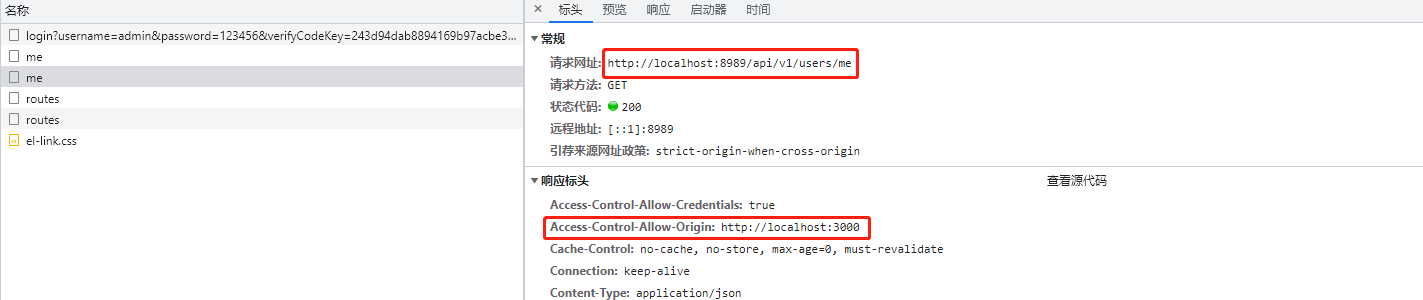 名称
login?username=admin&password=123456&verifyCodeKey=243d94dab8894169b97acbe3...
me
me
routes
routes
el-link.css
× 标头 预览 响应 启动器 时间
▼常规
请求网址: http://localhost:8989/api/v1/users/me
请求方法: GET
状态代码: 200
远程地址: [::1]:8989
引荐来源网址政策: strict-origin-when-cross-origin
▼响应标头 查看源代码
Access-Control-Allow-Credentials: true
Access-Control-Allow-Origin: http://localhost:3000
Cache-Control: no-cache, no-store, max-age=0, must-revalidate
Connection: keep-alive
Content-Type: application/json